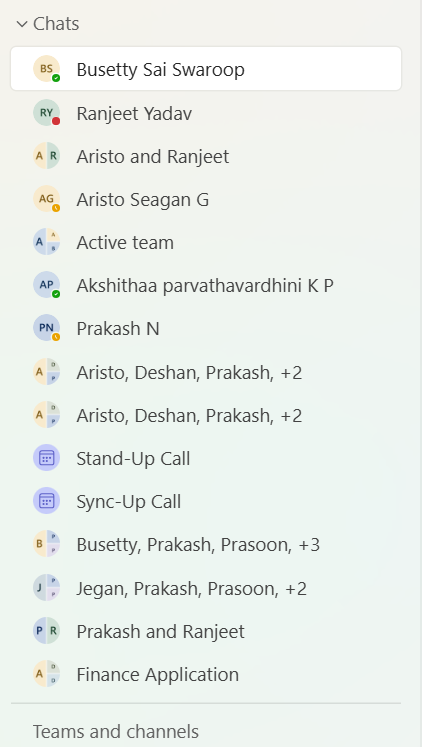 Chats
BS Busetty Sai Swaroop
RY Ranjeet Yadav
A R Aristo and Ranjeet
AG Aristo Seagan G
A A B Active team
AP Akshithaa parvathavardhini K P
PN Prakash N
A D P Aristo, Deshan, Prakash, +2
A D P Aristo, Deshan, Prakash, +2
Stand-Up Call
Sync-Up Call
B P P Busetty, Prakash, Prasoon, +3
J P P Jegan, Prakash, Prasoon, +2
P R Prakash and Ranjeet
A D D Finance Application
Teams and channels